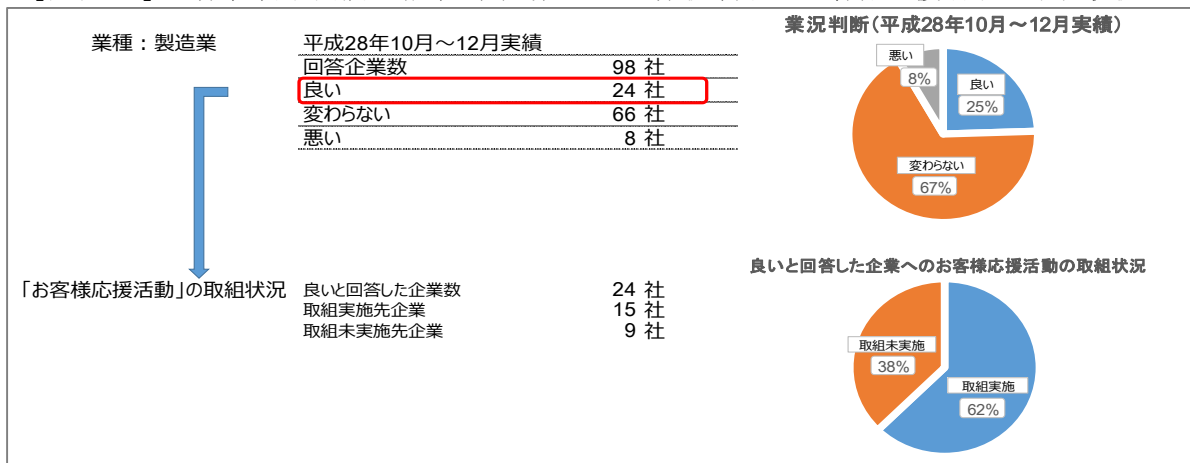 業況判断(平成28年10月~12月実績)
業種:製造業 平成28年10月~12月実績
回答企業数 98 社
良い 24 社
変わらない 66 社
悪い 8 社
悪い
8%
良い
25%
変わらない
67%
良いと回答した企業へのお客様応援活動の取組状況
「お客様応援活動」の取組状況 良いと回答した企業数 24 社
取組実施先企業 15 社
取組未実施先企業 9 社
取組未実施
38%
取組実施
62%